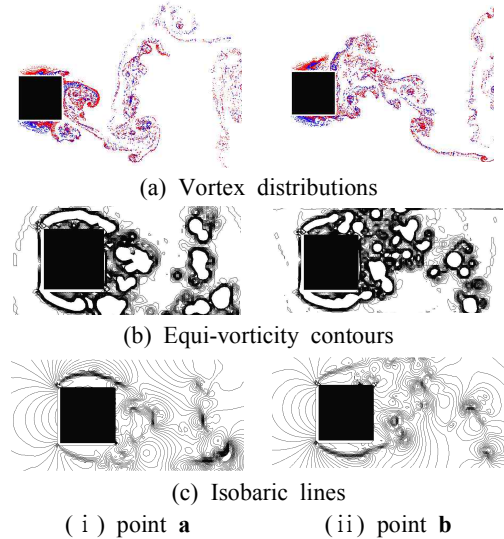 (a) Vortex distributions
(b) Equi-vorticity contours
(c) Isobaric lines
(ⅰ) point a
(ⅱ) point b